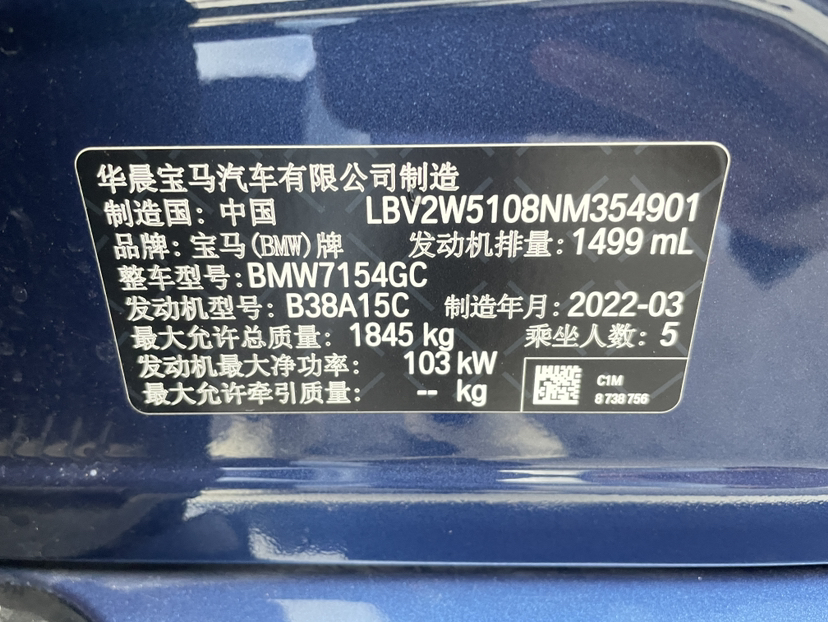 华晨宝马汽车有限公司制造
制造国：中国 LBV2W5108NM354901
品牌：宝马(BMW)牌 发动机排量：1499 mL
整车型号：BMW7154GC
发动机型号：B38A15C 制造年月：2022-03
最大允许总质量：1845 kg 乘坐人数：5
发动机最大净功率：103 kW
最大允许牵引质量：-- kg
C1M
8 738 756